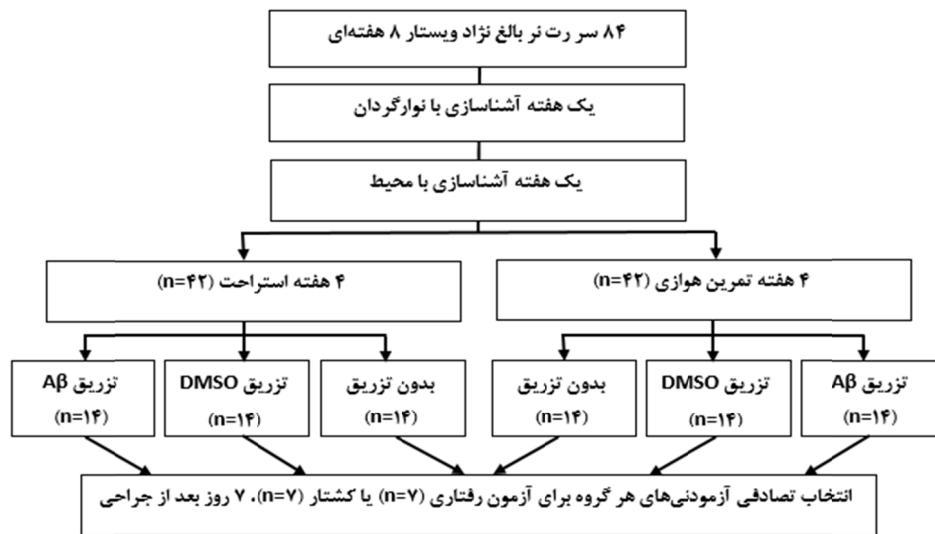 ۸۴ سر رت نر بالغ نژاد ویستار ۸ هفته‌ای
یک هفته آشناسازی با نوارگردان
یک هفته آشناسازی با محیط
۴ هفته تمرین هوازی (n=۴۲)
۴ هفته استراحت (n=۴۲)
تزریق Aβ
(n=۱۴)
تزریق DMSO
(n=۱۴)
بدون تزریق
(n=۱۴)
بدون تزریق
(n=۱۴)
تزریق DMSO
(n=۱۴)
تزریق Aβ
(n=۱۴)
انتخاب تصادفی آزمودنی‌های هر گروه برای آزمون رفتاری (n=۷) یا کشتار (n=۷)، ۷ روز بعد از جراحی